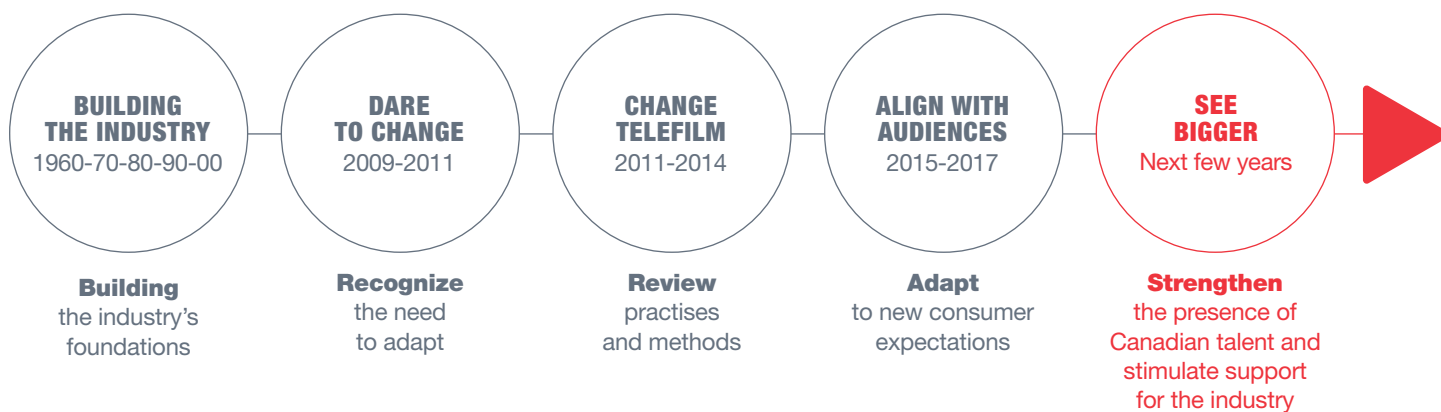 BUILDING
THE INDUSTRY
1960-70-80-90-00
Building
the industry's
foundations
DARE
TO CHANGE
2009-2011
Recognize
the need
to adapt
CHANGE
TELEFILM
2011-2014
Review
practises
and methods
ALIGN WITH
AUDIENCES
2015-2017
Adapt
to new consumer
expectations
SEE
BIGGER
Next few years
Strengthen
the presence of
Canadian talent and
stimulate support
for the industry